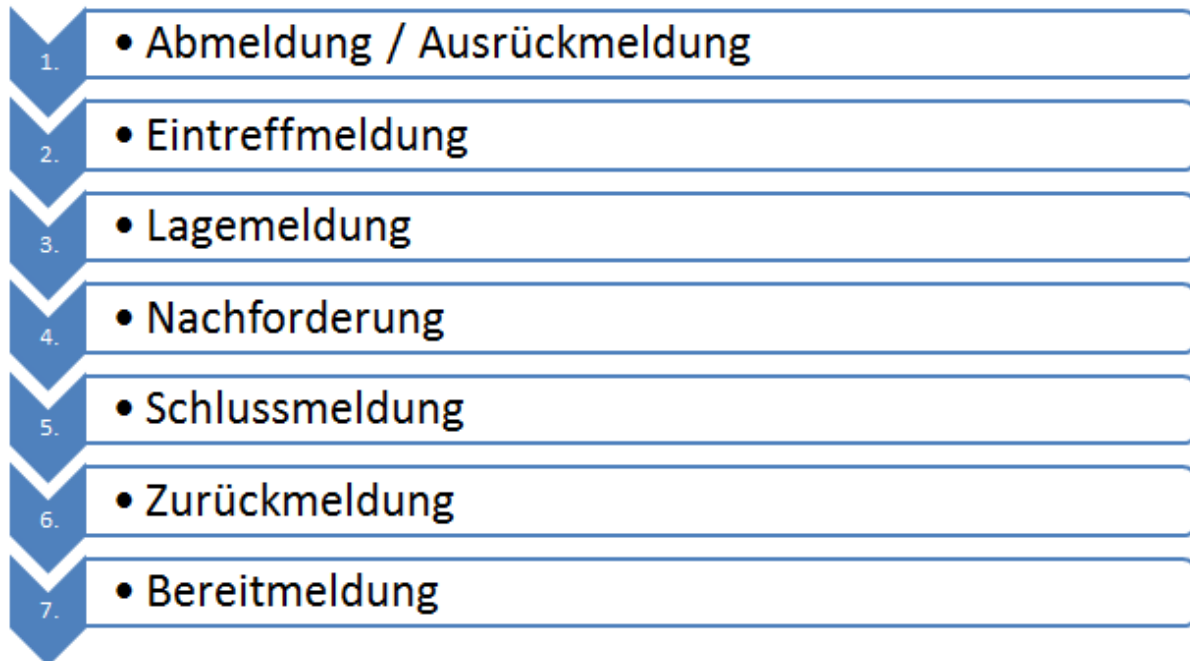 1. • Abmeldung / Ausrückmeldung
2. • Eintreffmeldung
3. • Lagemeldung
4. • Nachforderung
5. • Schlussmeldung
6. • Zurückmeldung
7. • Bereitmeldung